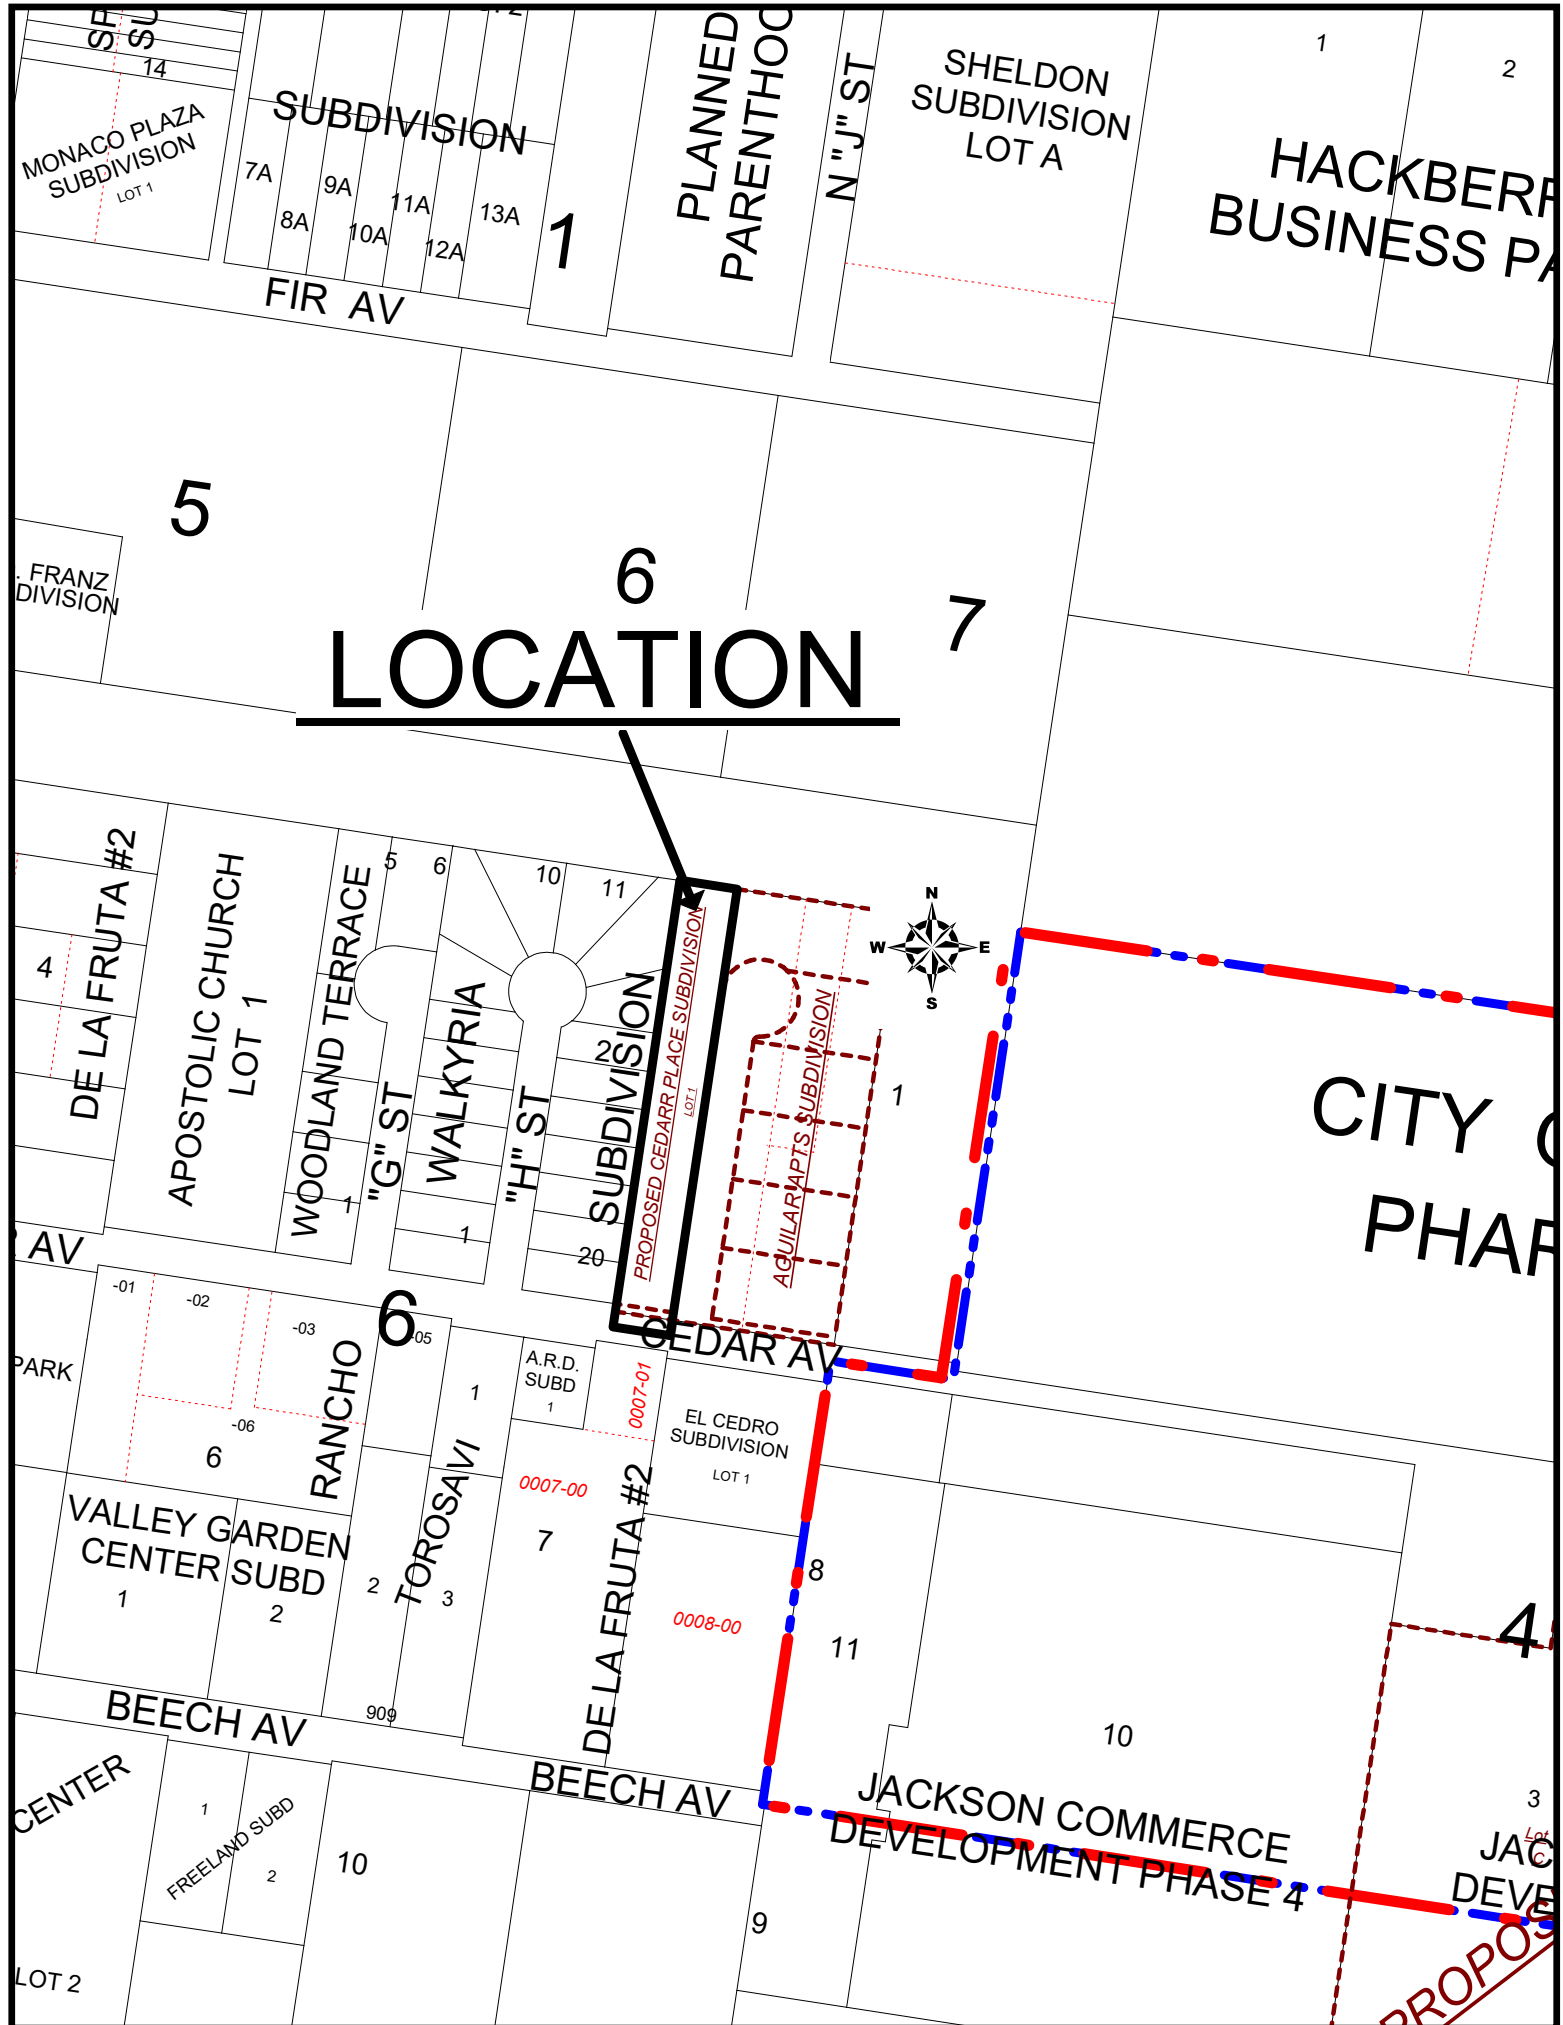 14
MONACO PLAZA
SUBDIVISION
LOT 1
SUBDIVISION
7A
8A
9A
10A
11A
12A
13A
1
FIR AV
PLANNED
N "J" ST
SHELDON
SUBDIVISION
LOT A
1
2
BUSINESS
5
6
7
FRANZ
LOCATION
DE LA FRUTA #2
4
APOSTOLIC CHURCH
LOT 1
WOODLAND TERRACE
5
1
"G" ST
6
WALKYRIA
1
"H" ST
10
11
SUBDIVISION
20
PROPOSED CEDARR PLACE SUBDIVISION
LOT 1
AGUILAR APTS SUBDIVISION
1
N
W
E
S
CITY
AV
CEDAR AV
PARK
-01
-02
-03
-05
-06
6
6
RANCHO
VALLEY GARDEN
CENTER SUBD
1
2
TOROSAVI
1
2
3
909
A.R.D.
SUBD
1
0007-01
0007-00
7
DE LA FRUTA #2
EL CEDRO
SUBDIVISION
LOT 1
0008-00
8
11
10
4
3
BEECH AV
BEECH AV
CENTER
FREELAND SUBD
1
2
10
9
LOT 2
JACKSON COMMERCE
DEVELOPMENT PHASE 4
Lot
C